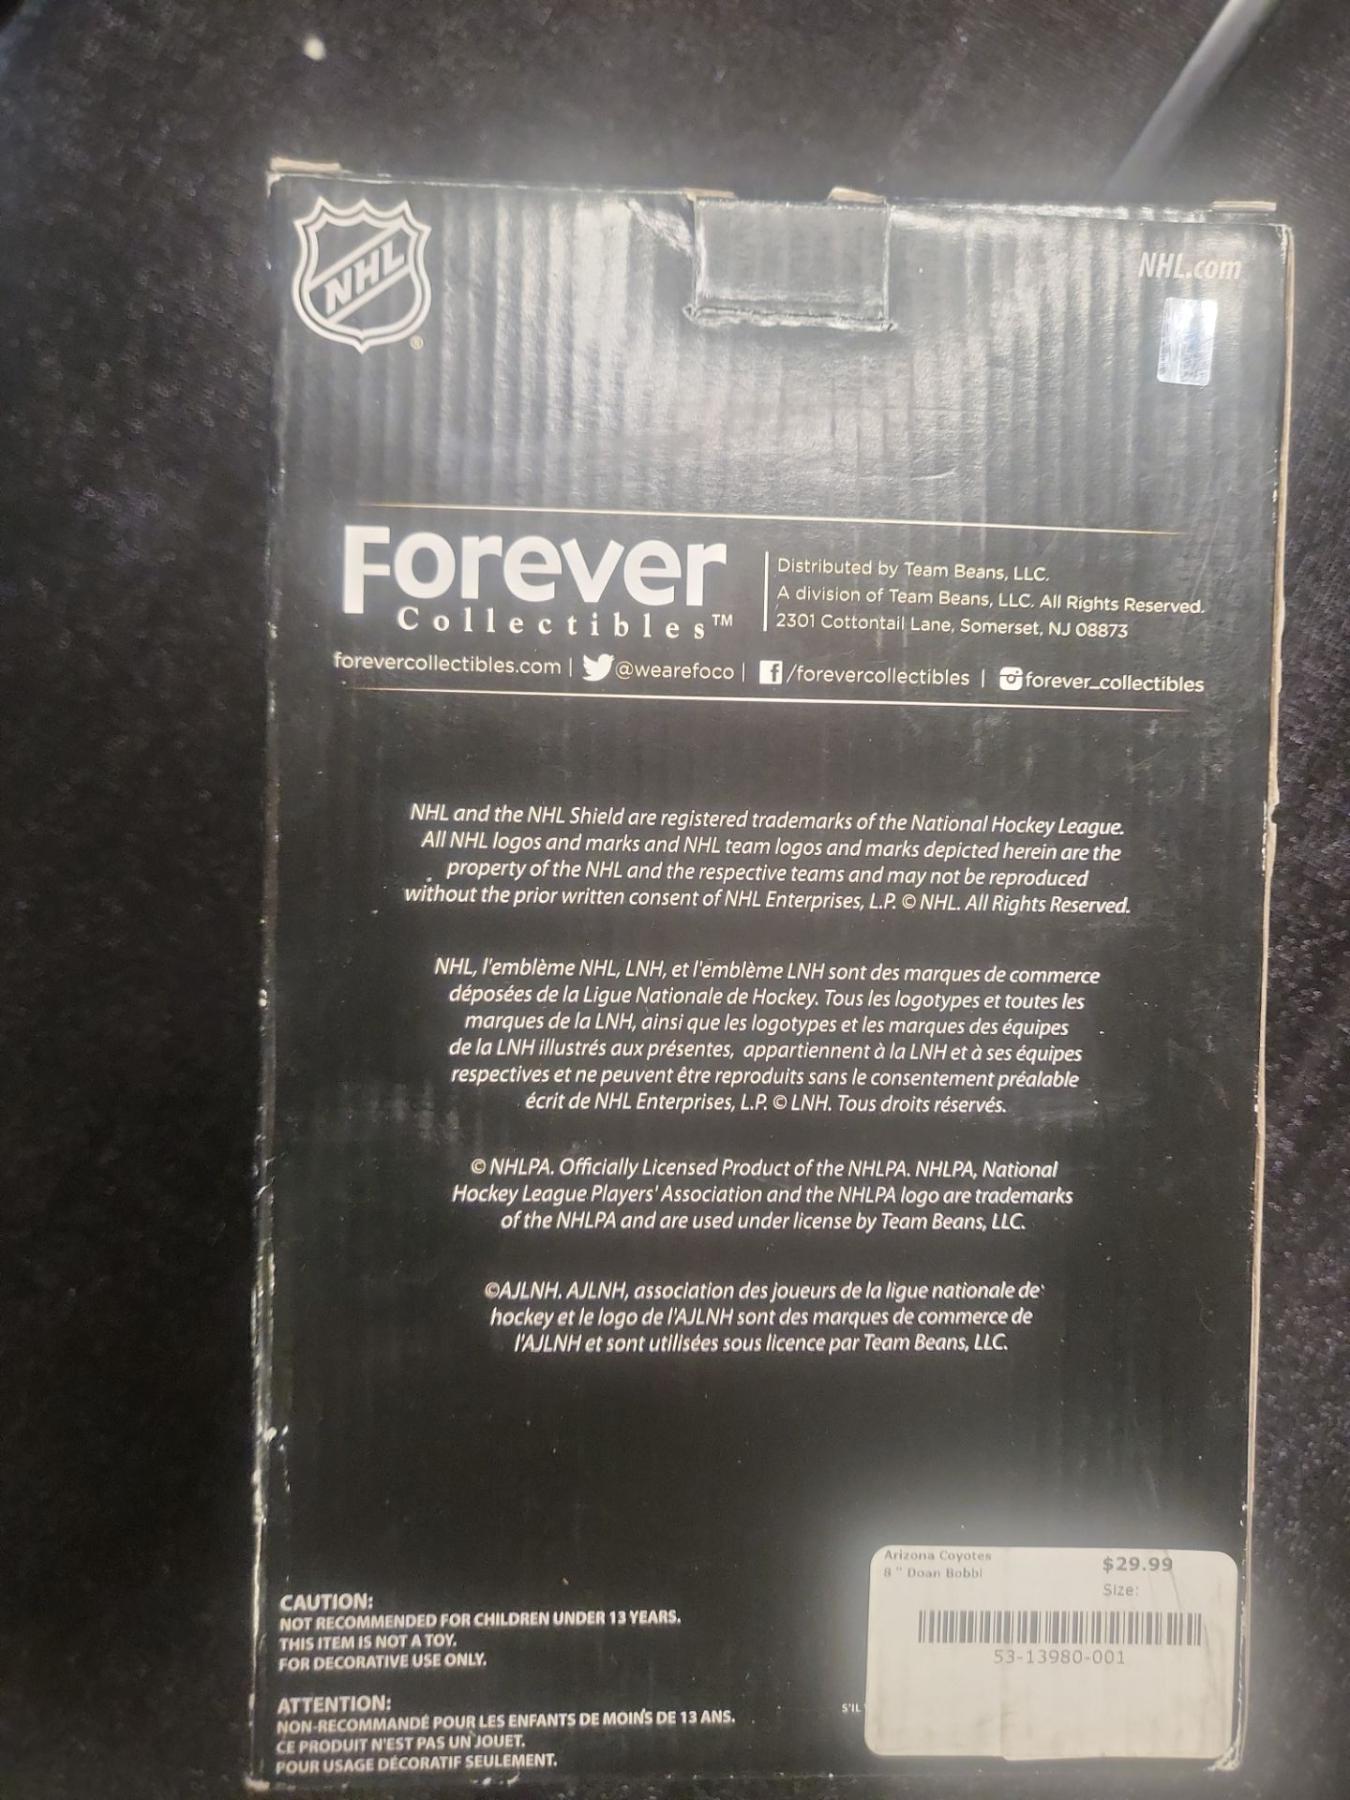 NHL
®
NHL.com
Forever
Collectibles™
Distributed by Team Beans, LLC.
A division of Team Beans, LLC. All Rights Reserved.
2301 Cottontail Lane, Somerset, NJ 08873
forevercollectibles.com | @wearefoco | /forevercollectibles | forever_collectibles
NHL and the NHL Shield are registered trademarks of the National Hockey League.
All NHL logos and marks and NHL team logos and marks depicted herein are the
property of the NHL and the respective teams and may not be reproduced
without the prior written consent of NHL Enterprises, L.P. © NHL. All Rights Reserved.
NHL, l'emblème NHL, LNH, et l'emblème LNH sont des marques de commerce
déposées de la Ligue Nationale de Hockey. Tous les logotypes et toutes les
marques de la LNH, ainsi que les logotypes et les marques des équipes
de la LNH illustrés aux présentes, appartiennent à la LNH et à ses équipes
respectives et ne peuvent être reproduits sans le consentement préalable
écrit de NHL Enterprises, L.P. © LNH. Tous droits réservés.
© NHLPA. Officially Licensed Product of the NHLPA. NHLPA, National
Hockey League Players' Association and the NHLPA logo are trademarks
of the NHLPA and are used under license by Team Beans, LLC.
©AJLNH. AJLNH, association des joueurs de la ligue nationale de
hockey et le logo de l'AJLNH sont des marques de commerce de
l'AJLNH et sont utilisées sous licence par Team Beans, LLC.
CAUTION:
NOT RECOMMENDED FOR CHILDREN UNDER 13 YEARS.
THIS ITEM IS NOT A TOY.
FOR DECORATIVE USE ONLY.
ATTENTION:
NON-RECOMMANDÉ POUR LES ENFANTS DE MOINS DE 13 ANS.
CE PRODUIT N'EST PAS UN JOUET.
POUR USAGE DÉCORATIF SEULEMENT.
S'IL
Arizona Coyotes
8 " Doan Bobbl
$29.99
Size:
53-13980-001